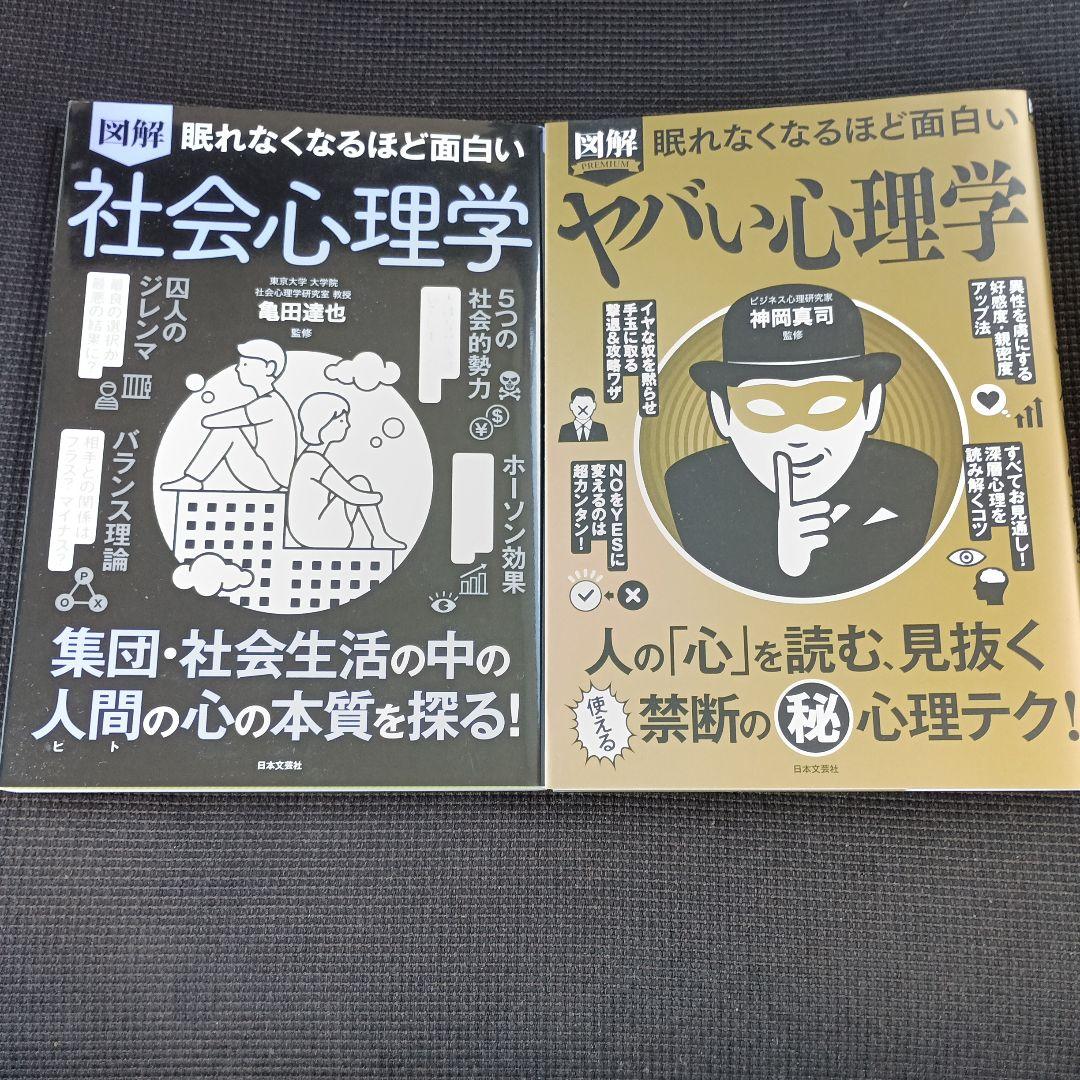 図解
眠れなくなるほど面白い
社会心理学
東京大学 大学院
社会心理学研究室 教授
亀田達也
監修
5つの
社会的勢力
囚人の
ジレンマ
最良の選択が
最悪の結果に?
ホーソン効果
バランス理論
相手との関係は
プラス? マイナス?
P
O
X
$
¥
集団・社会生活の中の
人間の心の本質を探る!
ヒト
日本文芸社
図解
PREMIUM
眠れなくなるほど面白い
ヤバい心理学
ビジネス心理研究家
神岡真司
監修
異性を虜にする
好感度・親密度
アップ法
イヤな奴を黙らせ
手玉に取る
撃退&攻略ワザ
すべてお見通し!
深層心理を
読み解くコツ
NOをYESに
変えるのは
超カンタン!
人の「心」を読む、見抜く
使える
禁断の㊙心理テク!
日本文芸社